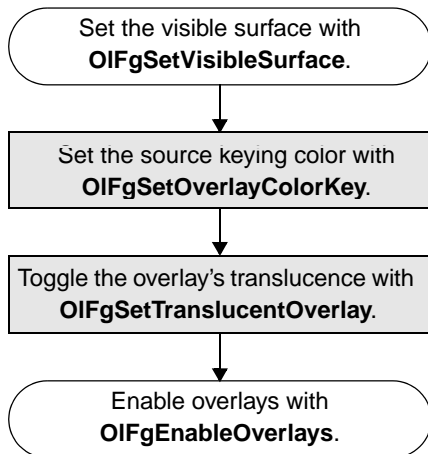 Set the visible surface with
OlFgSetVisibleSurface.
Set the source keying color with
OlFgSetOverlayColorKey.
Toggle the overlay's translucence with
OlFgSetTranslucentOverlay.
Enable overlays with
OlFgEnableOverlays.